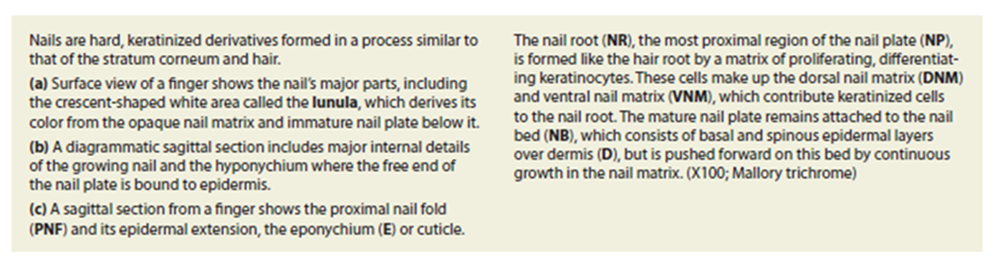 Nails are hard, keratinized derivatives formed in a process similar to
that of the stratum corneum and hair.
(a) Surface view of a finger shows the nail's major parts, including
the crescent-shaped white area called the lunula, which derives its
color from the opaque nail matrix and immature nail plate below it.
(b) A diagrammatic sagittal section includes major internal details
of the growing nail and the hyponychium where the free end of
the nail plate is bound to epidermis.
(c) A sagittal section from a finger shows the proximal nail fold
(PNF) and its epidermal extension, the eponychium (E) or cuticle.
The nail root (NR), the most proximal region of the nail plate (NP),
is formed like the hair root by a matrix of proliferating, differentiat-
ing keratinocytes. These cells make up the dorsal nail matrix (DNM)
and ventral nail matrix (VNM), which contribute keratinized cells
to the nail root. The mature nail plate remains attached to the nail
bed (NB), which consists of basal and spinous epidermal layers
over dermis (D), but is pushed forward on this bed by continuous
growth in the nail matrix. (X100; Mallory trichrome)